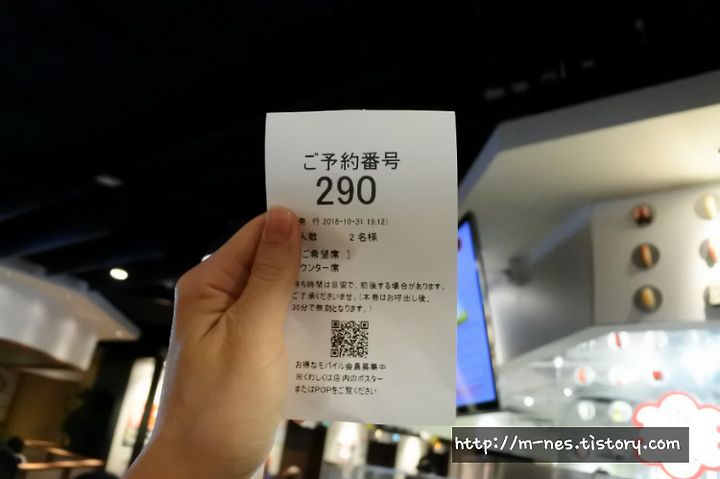 ご予約番号
290
発 行 2018-10-31 19:12)
人数 2 名様
ご希望席 ]
ウンター席
待ち時間は目安で、前後する場合があります、
ご了承くださいませ。(本券はお呼出し後、
30分で無効となります。)
お得なモバイル会員募集中
※くわしくは店内のポスター
またはPOPをご覧ください
http://m-nes.tistory.com